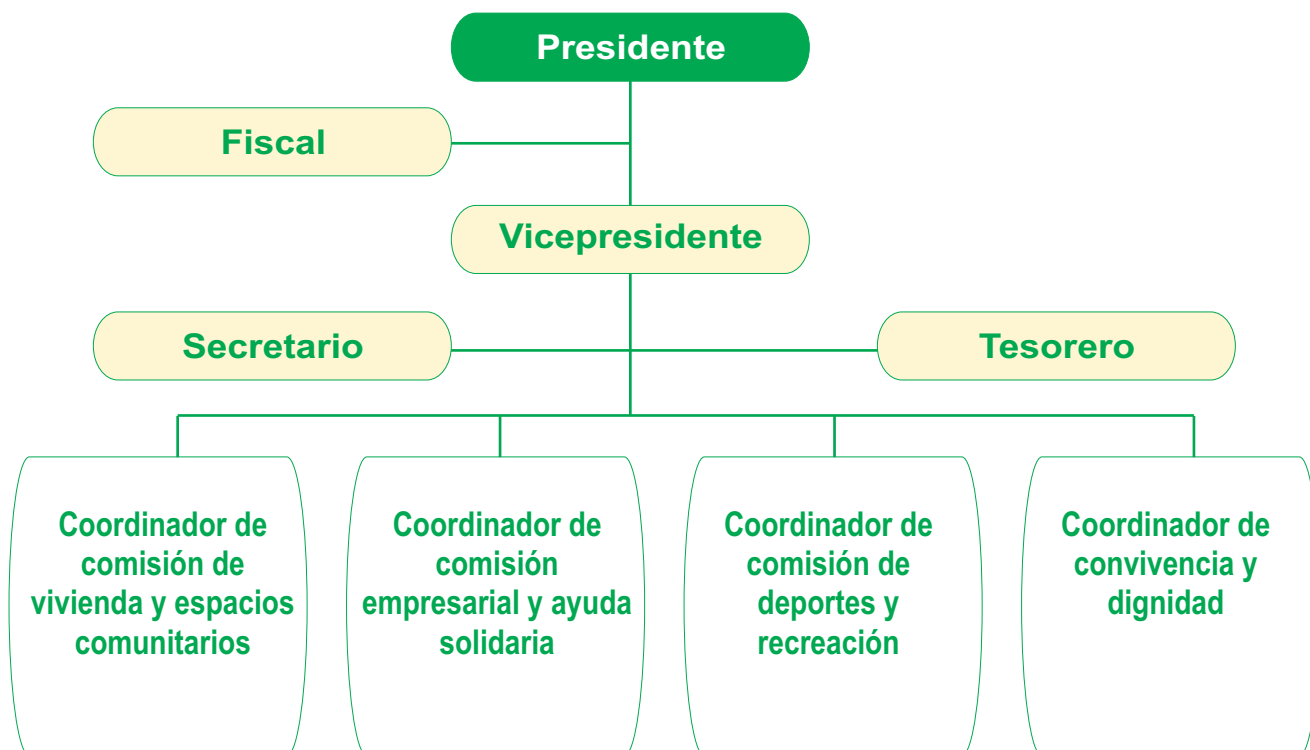 Presidente
Fiscal
Vicepresidente
Secretario
Tesorero
Coordinador de
comisión de
vivienda y espacios
comunitarios
Coordinador de
comisión
empresarial y ayuda
solidaria
Coordinador de
comisión de
deportes y
recreación
Coordinador de
convivencia y
dignidad